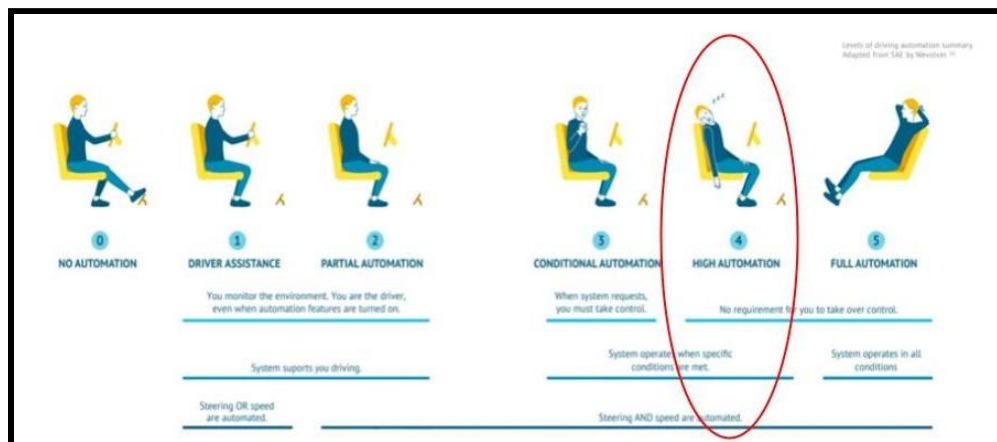 Levels of driving automation summary.
Adapted from SAE by Wevolver.
z z z
0
1
2
3
4
5
NO AUTOMATION
DRIVER ASSISTANCE
PARTIAL AUTOMATION
CONDITIONAL AUTOMATION
HIGH AUTOMATION
FULL AUTOMATION
You monitor the environment. You are the driver,
even when automation features are turned on.
When system requests,
you must take control.
No requirement for you to take over control.
System suports you driving.
System operates when specific
conditions are met.
System operates in all
conditions
Steering OR speed
are automated.
Steering AND speed are automated.